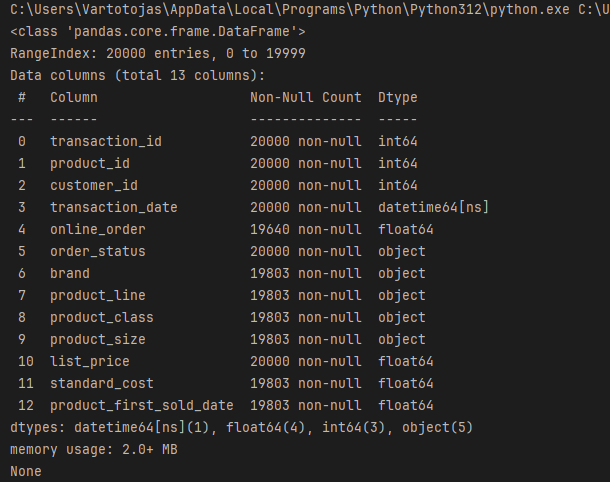 C:\Users\Vartotojas\AppData\Local\Programs\Python\Python312\python.exe C:\U
<class 'pandas.core.frame.DataFrame'>
RangeIndex: 20000 entries, 0 to 19999
Data columns (total 13 columns):
 #   Column                   Non-Null Count  Dtype
---  ------                   --------------  -----
 0   transaction_id           20000 non-null  int64
 1   product_id               20000 non-null  int64
 2   customer_id              20000 non-null  int64
 3   transaction_date         20000 non-null  datetime64[ns]
 4   online_order             19640 non-null  float64
 5   order_status             20000 non-null  object
 6   brand                    19803 non-null  object
 7   product_line             19803 non-null  object
 8   product_class            19803 non-null  object
 9   product_size             19803 non-null  object
 10  list_price               20000 non-null  float64
 11  standard_cost            19803 non-null  float64
 12  product_first_sold_date  19803 non-null  float64
dtypes: datetime64[ns](1), float64(4), int64(3), object(5)
memory usage: 2.0+ MB
None